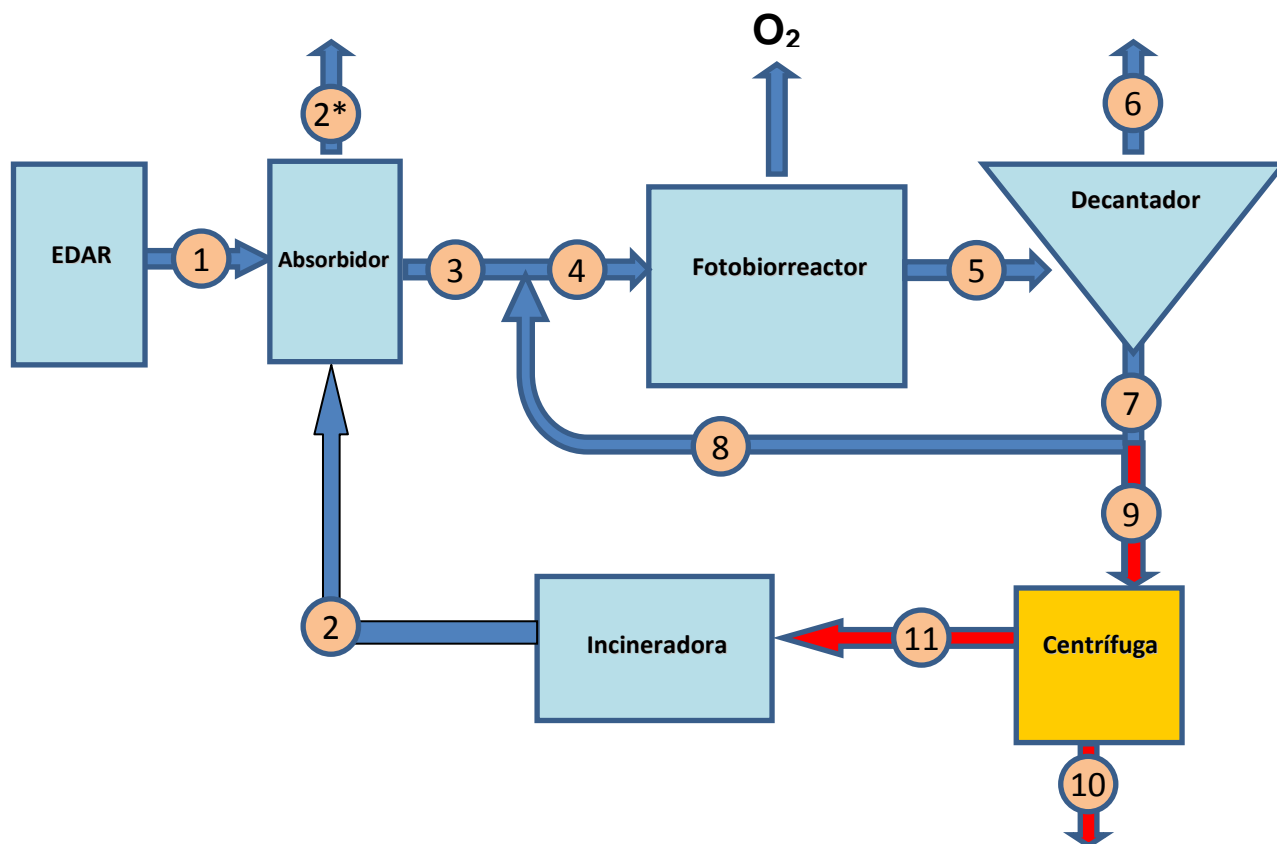 O₂
2*
6
EDAR
1
Absorbidor
3
4
Fotobiorreactor
5
Decantador
7
8
9
2
Incineradora
11
Centrífuga
10